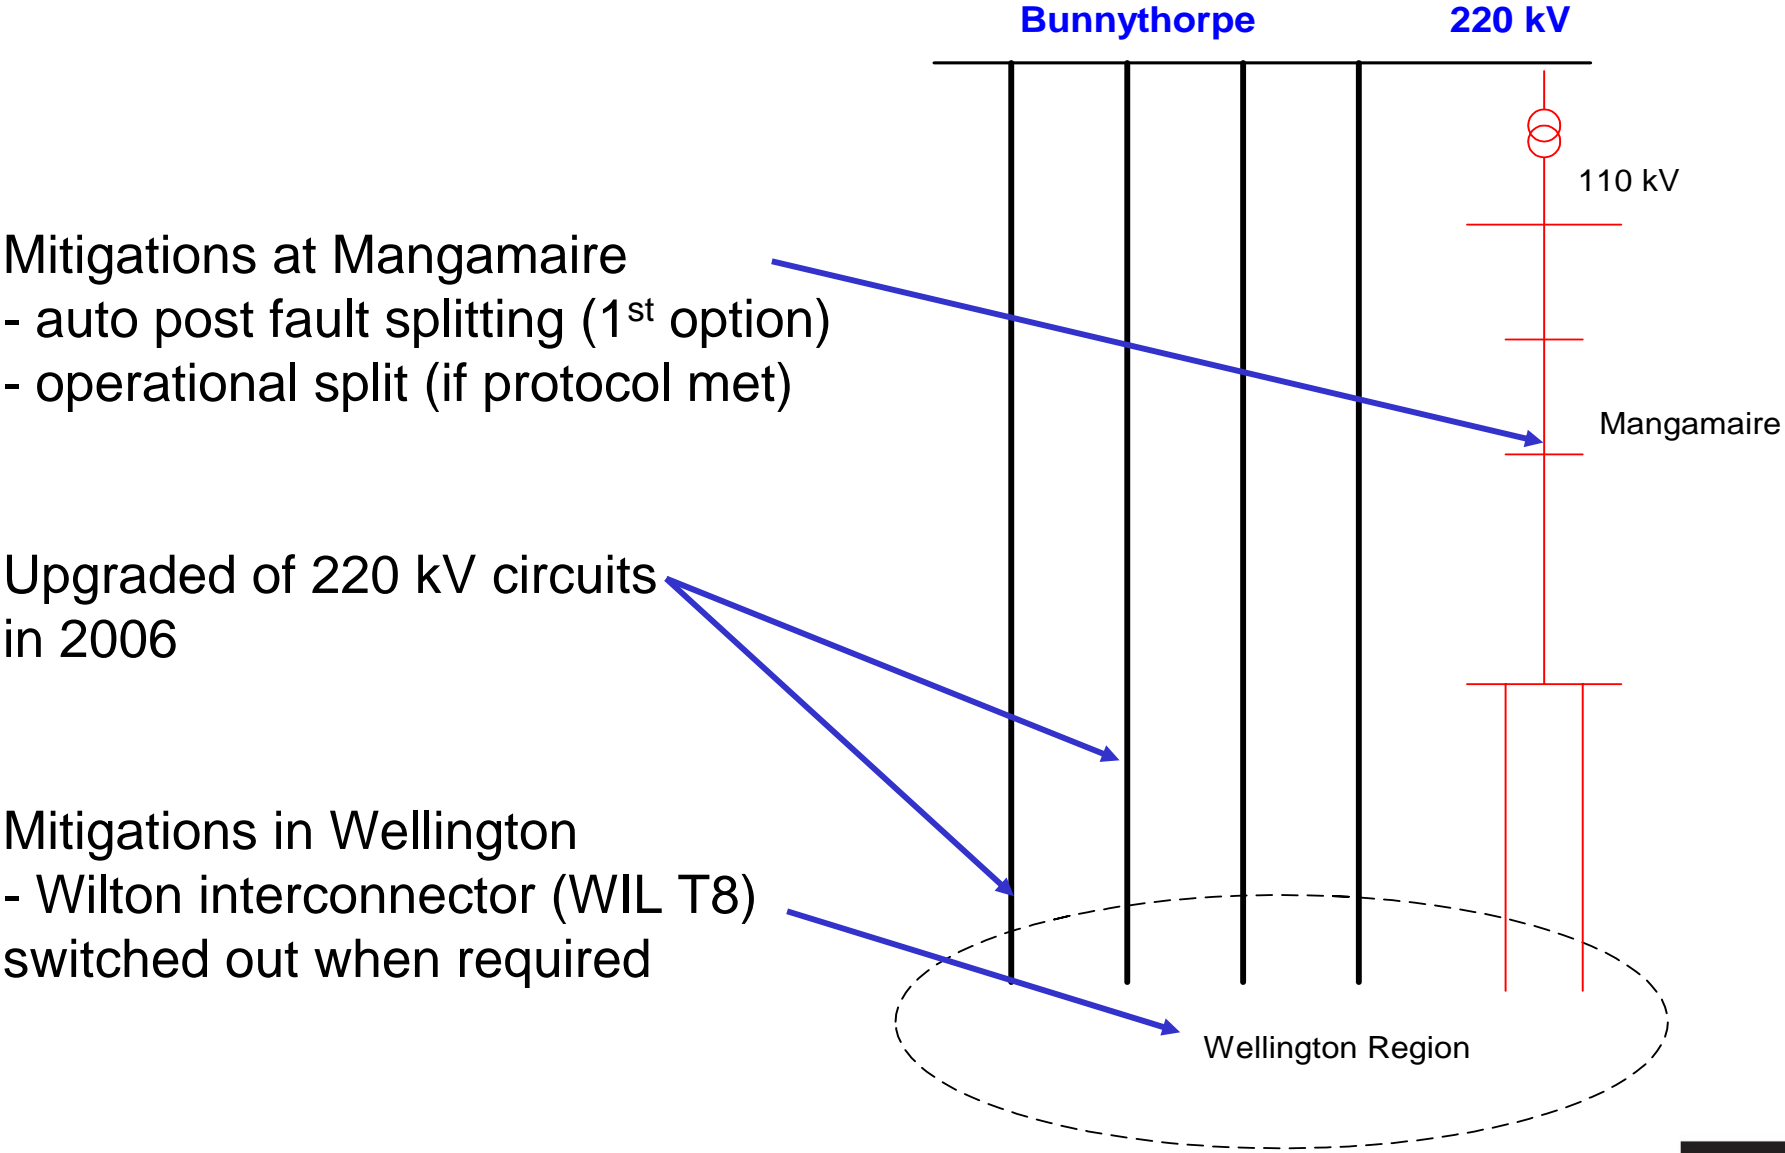 Bunnythorpe 220 kV
110 kV
Mitigations at Mangamaire
- auto post fault splitting (1st option)
- operational split (if protocol met)
Mangamaire
Upgraded of 220 kV circuits
in 2006
Mitigations in Wellington
- Wilton interconnector (WIL T8)
switched out when required
Wellington Region